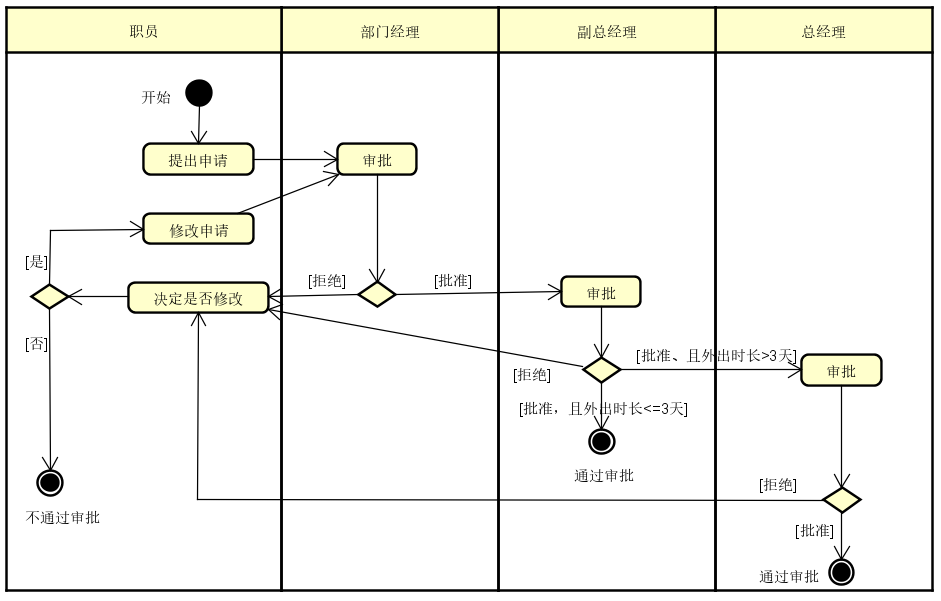 职员
部门经理
副总经理
总经理
开始
提出申请
审批
修改申请
[是]
[拒绝]
[批准]
决定是否修改
审批
[否]
[批准、且外出时长>3天]
[拒绝]
审批
[批准，且外出时长<=3天]
通过审批
[拒绝]
不通过审批
[批准]
通过审批